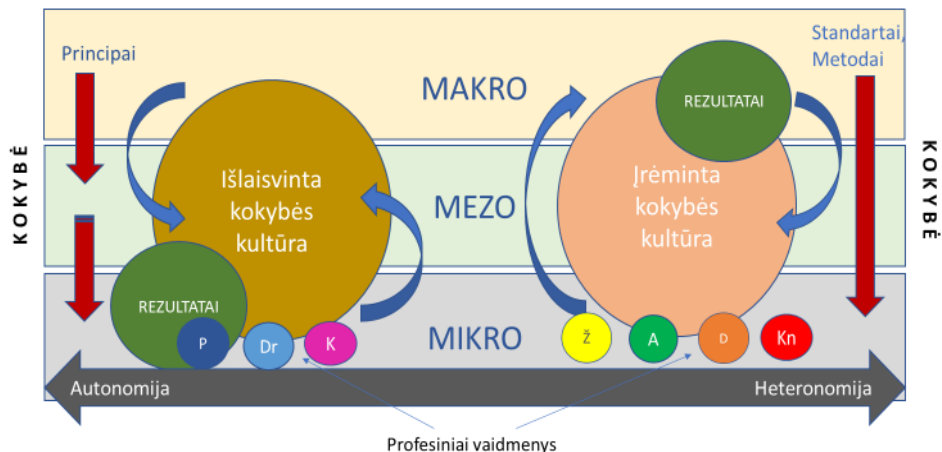 Principai
Standartai,
Metodai
MAKRO
REZULTATAI
KOKYBĖ
Išlaisvinta
kokybės
kultūra
MEZO
Įrėminta
kokybės
kultūra
KOKYBĖ
REZULTATAI
P
Dr
K
MIKRO
Ž
A
D
Kn
Autonomija
Heteronomija
Profesiniai vaidmenys